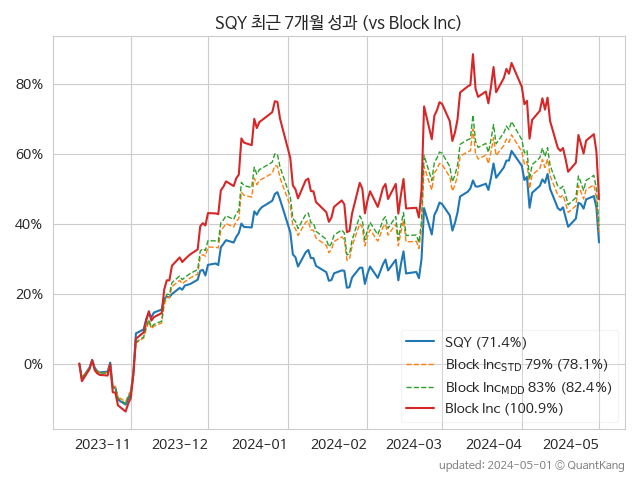 SQY 최근 7개월 성과 (vs Block Inc)
80%
60%
40%
20%
0%
SQY (71.4%)
Block Inc_STD 79% (78.1%)
Block Inc_MDD 83% (82.4%)
Block Inc (100.9%)
2023-11 2023-12 2024-01 2024-02 2024-03 2024-04 2024-05
updated: 2024-05-01 © QuantKang